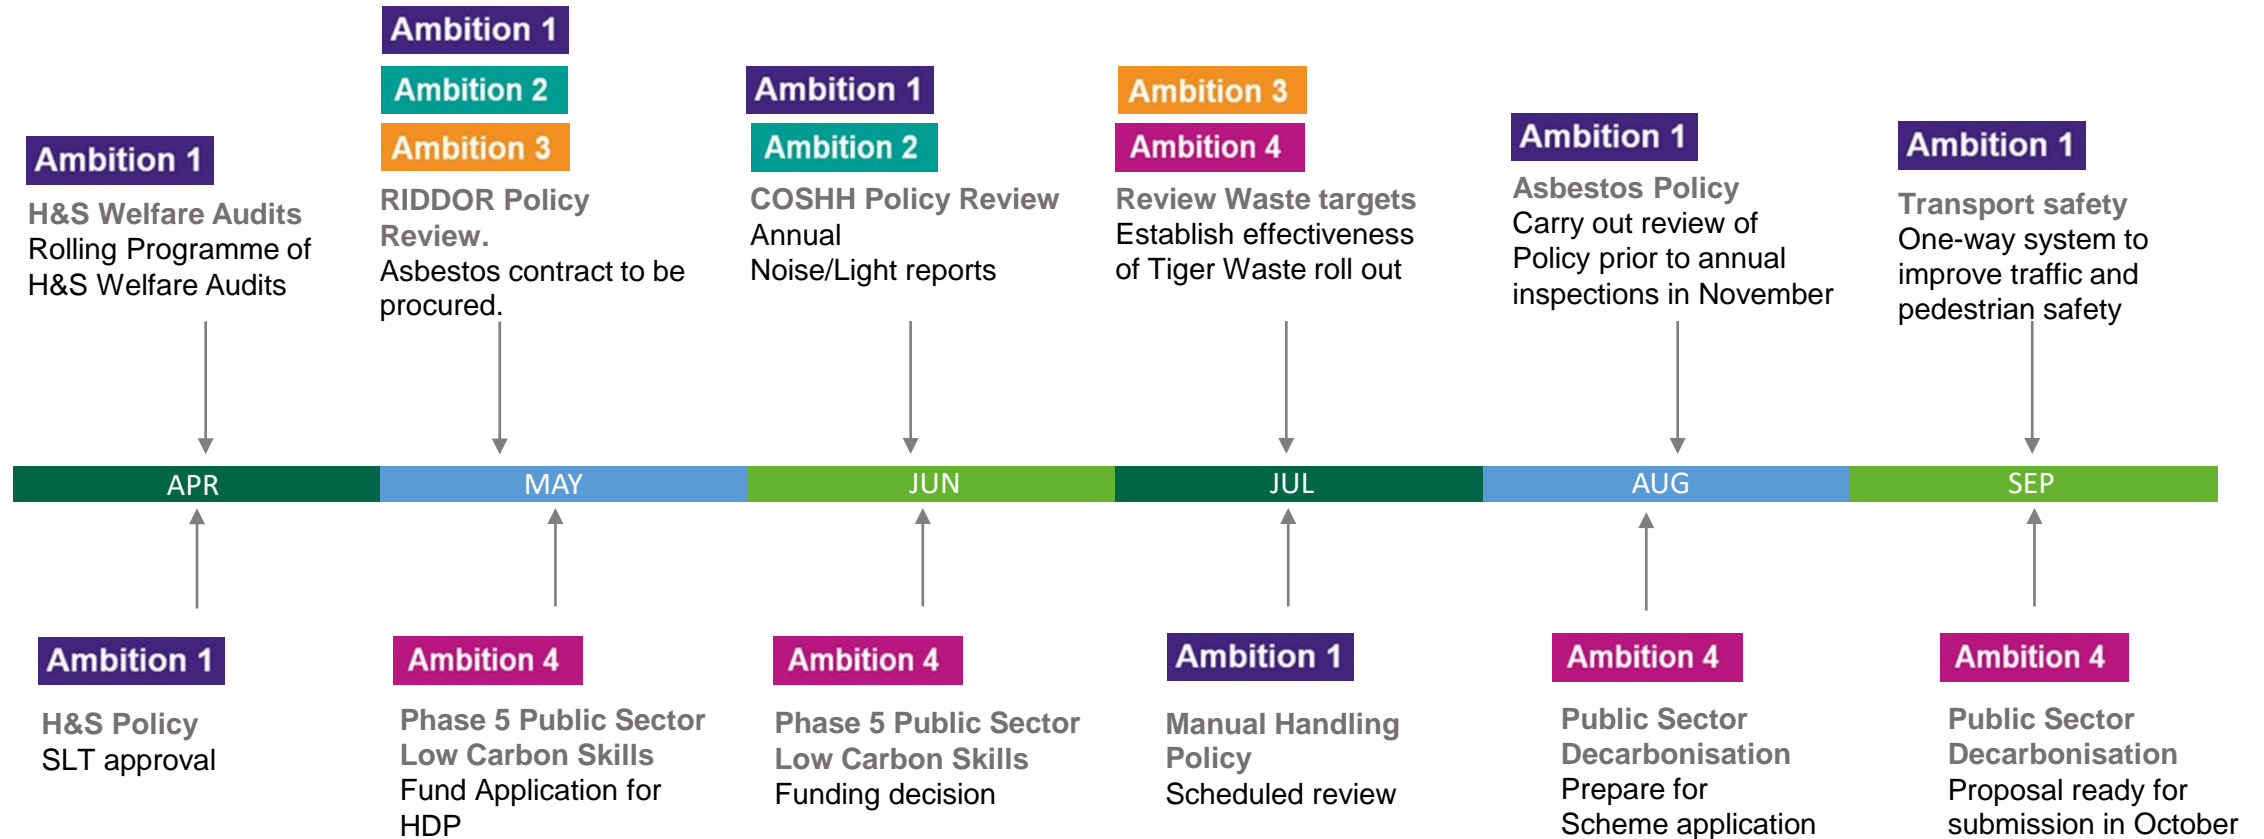 Ambition 1
H&S Welfare Audits
Rolling Programme of
H&S Welfare Audits
Ambition 1
Ambition 2
Ambition 3
RIDDOR Policy
Review.
Asbestos contract to be
procured.
Ambition 1
Ambition 2
COSHH Policy Review
Annual
Noise/Light reports
Ambition 3
Ambition 4
Review Waste targets
Establish effectiveness
of Tiger Waste roll out
Ambition 1
Asbestos Policy
Carry out review of
Policy prior to annual
inspections in November
Ambition 1
Transport safety
One-way system to
improve traffic and
pedestrian safety
APR
MAY
JUN
JUL
AUG
SEP
Ambition 1
H&S Policy
SLT approval
Ambition 4
Phase 5 Public Sector
Low Carbon Skills
Fund Application for
HDP
Ambition 4
Phase 5 Public Sector
Low Carbon Skills
Funding decision
Ambition 1
Manual Handling
Policy
Scheduled review
Ambition 4
Public Sector
Decarbonisation
Prepare for
Scheme application
Ambition 4
Public Sector
Decarbonisation
Proposal ready for
submission in October